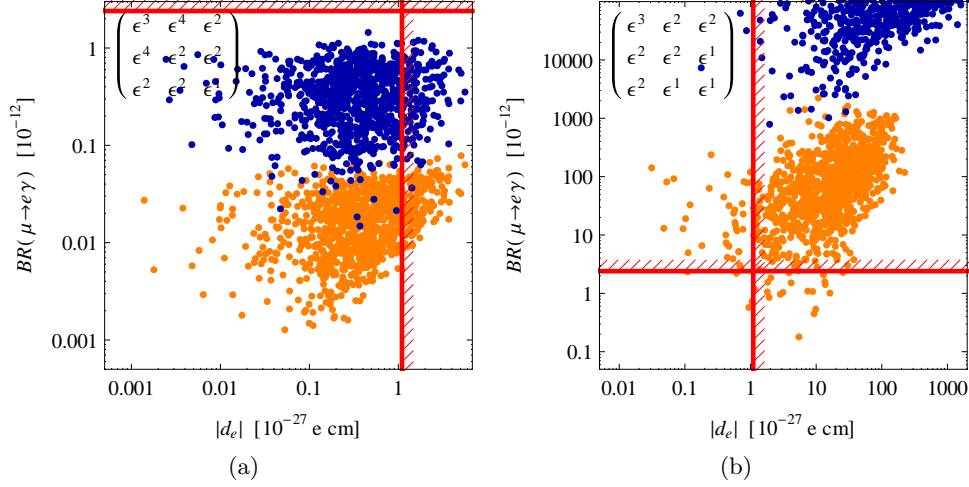 ϵ³ ϵ⁴ ϵ²
ϵ⁴ ϵ² ϵ²
ϵ² ϵ² ϵ¹
1
0.1
0.01
0.001
BR(μ→eγ) [10⁻¹²]
0.001 0.01 0.1 1
|dₑ| [10⁻²⁷ e cm]
(a)
ϵ³ ϵ² ϵ²
ϵ² ϵ² ϵ¹
ϵ² ϵ¹ ϵ¹
10000
1000
100
10
1
0.1
BR(μ→eγ) [10⁻¹²]
0.01 0.1 1 10 100 1000
|dₑ| [10⁻²⁷ e cm]
(b)